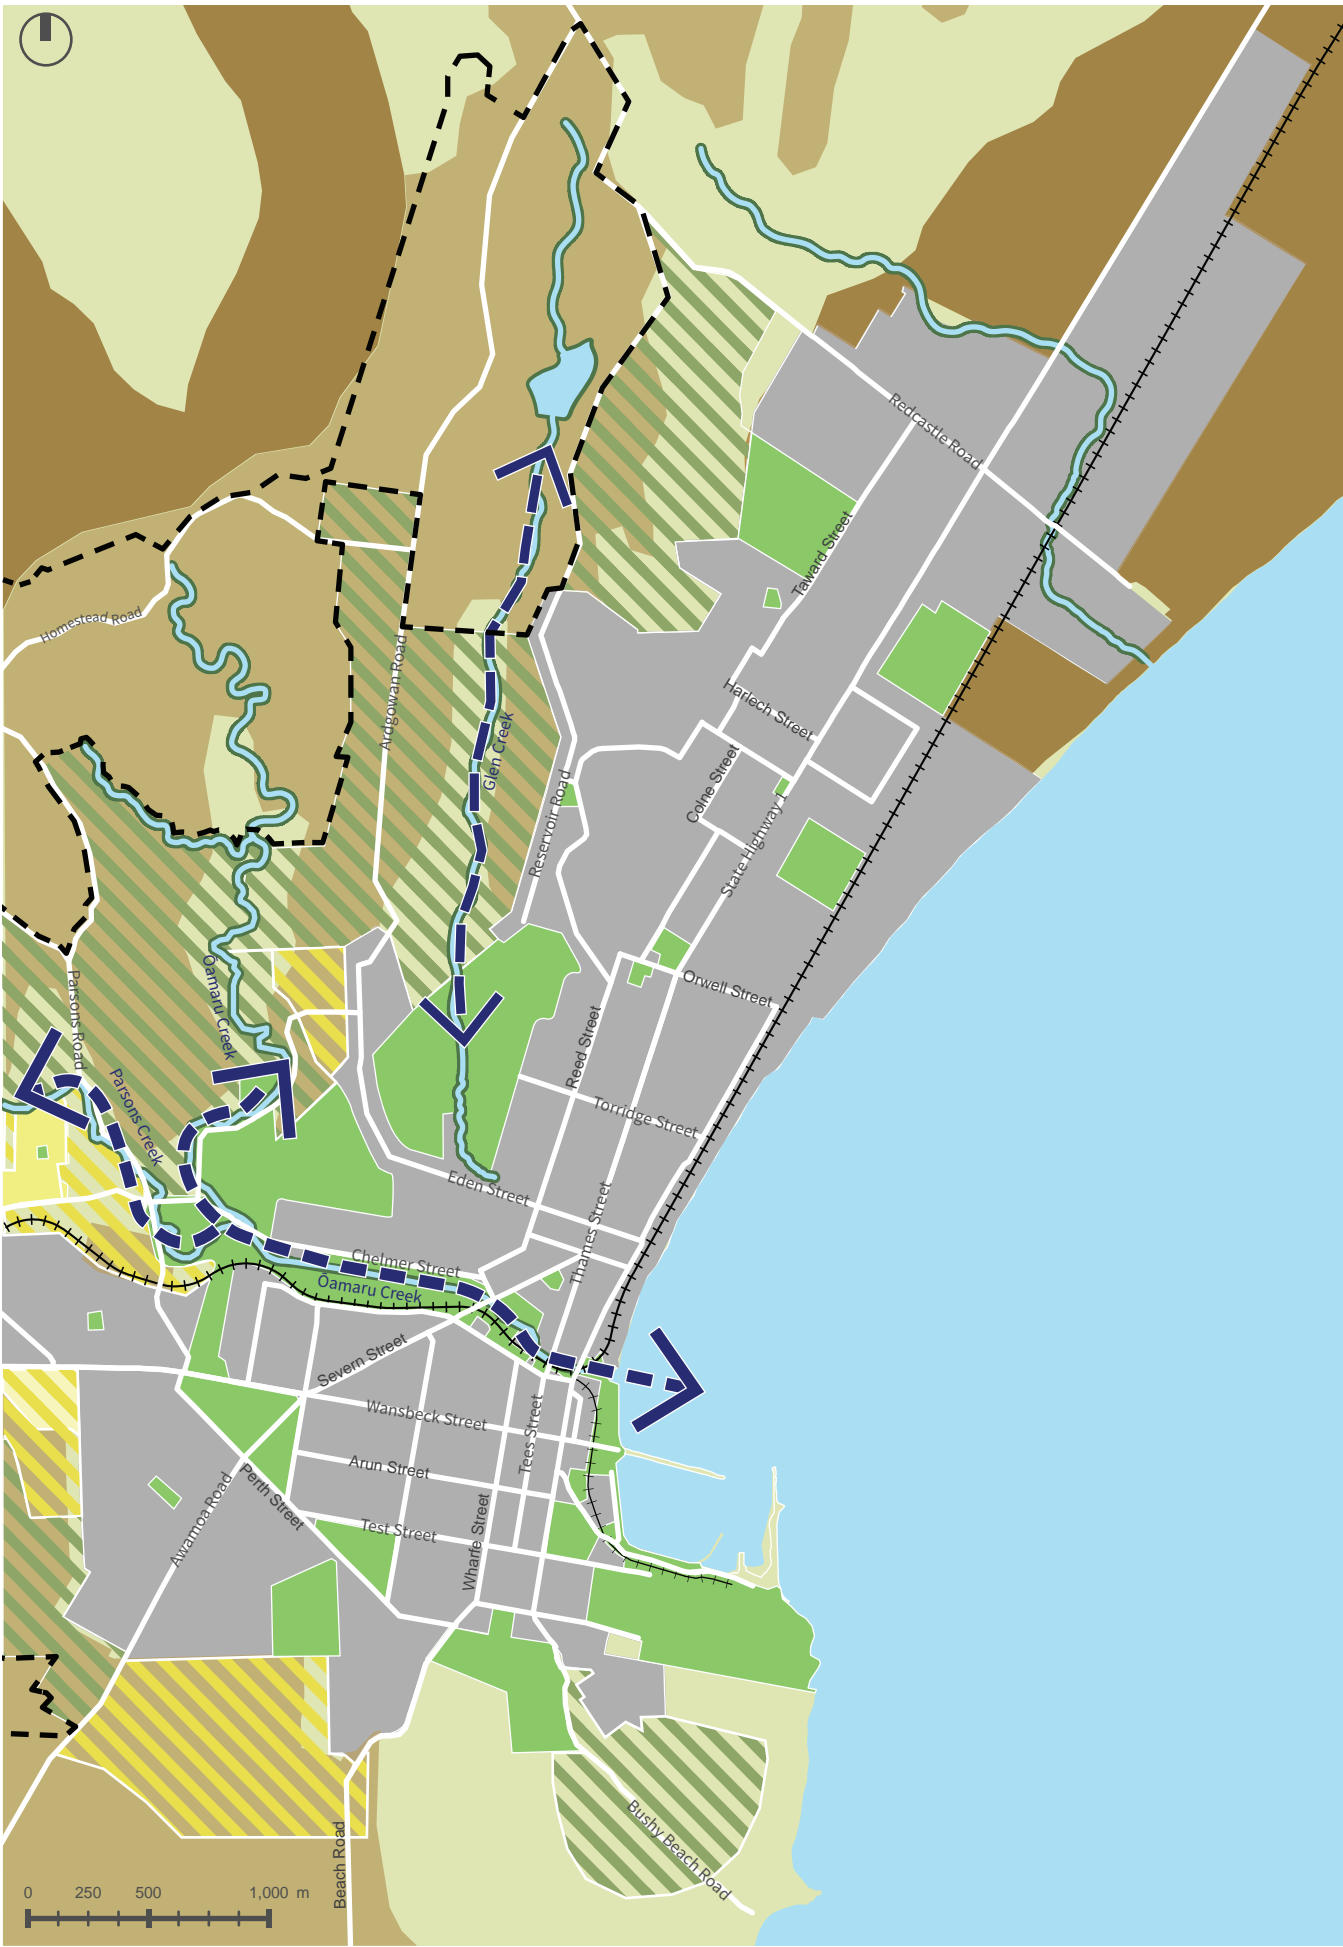 Redcastle Road
Taward Street
Homestead Road
Ardgowan Road
Harlech Street
Glen Creek
Colne Street
Reservoir Road
State Highway 1
Ōamaru Creek
Parsons Road
Orwell Street
Reed Street
Parsons Creek
Torridge Street
Eden Street
Thames Street
Chelmer Street
Ōamaru Creek
Severn Street
Wansbeck Street
Tees Street
Arun Street
Perth Street
Awamoa Road
Test Street
Wharfe Street
Bushy Beach Road
Beach Road
0 250 500 1,000 m